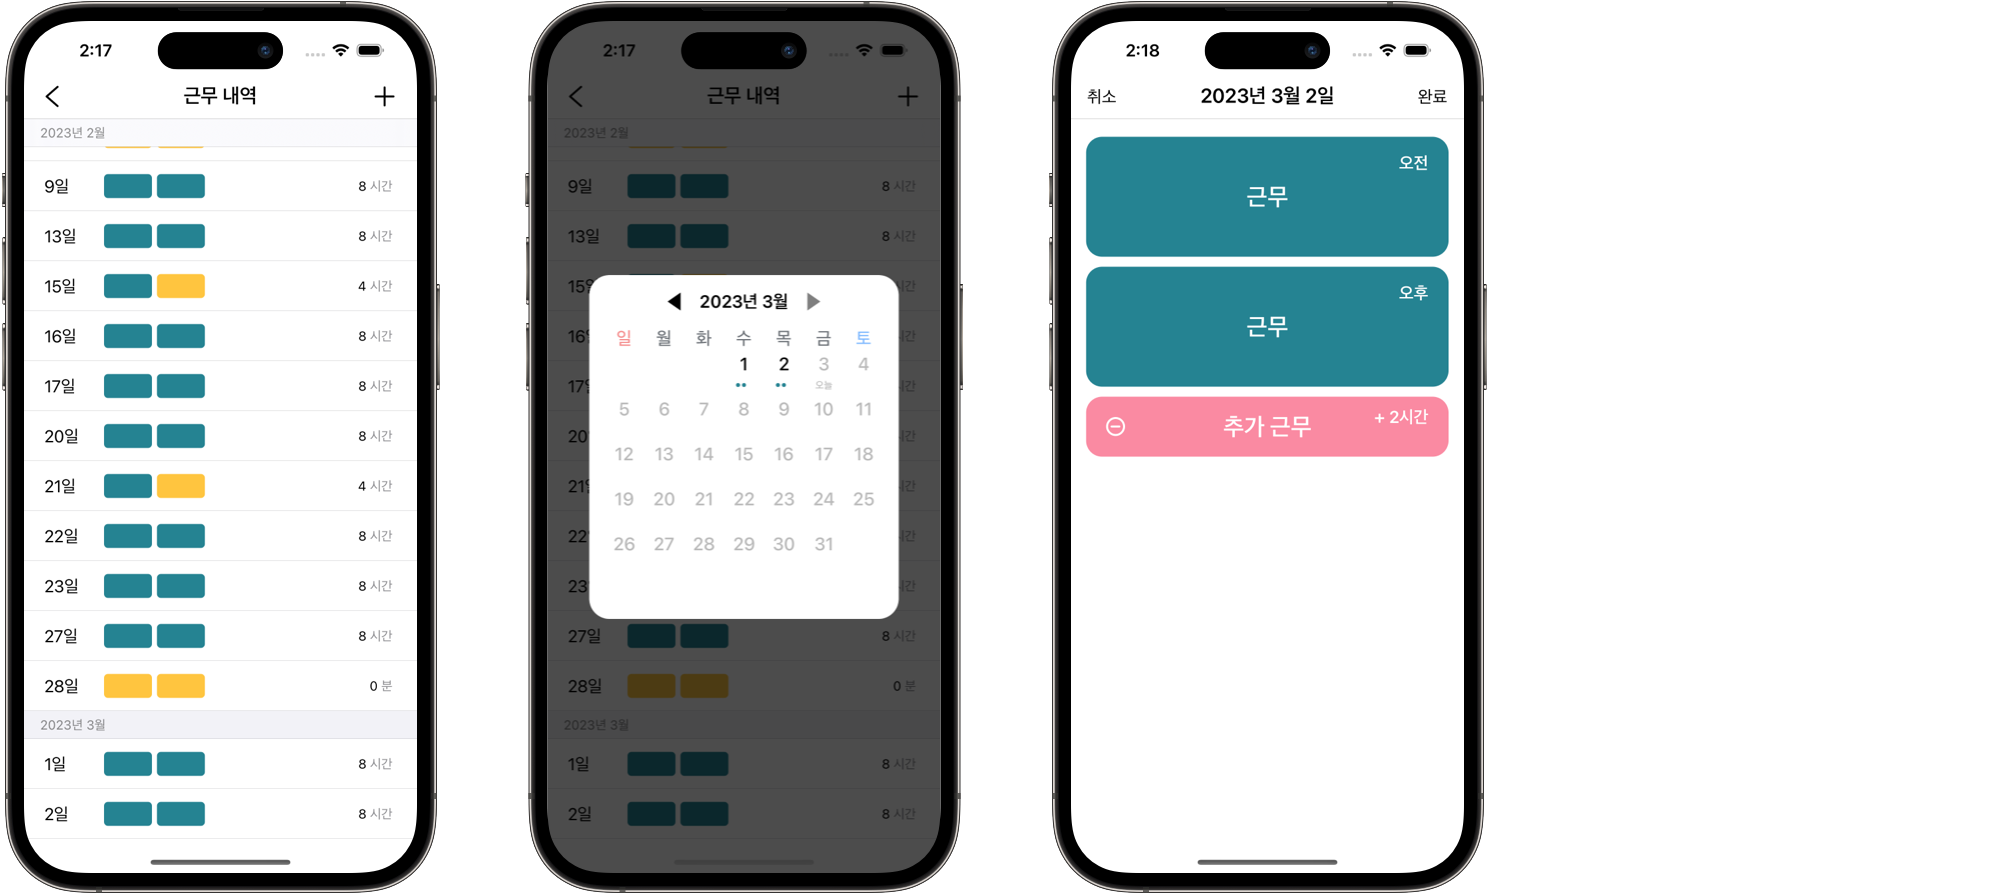 2:17
근무 내역
2023년 2월
9일 8 시간
13일 8 시간
15일 4 시간
16일 8 시간
17일 8 시간
20일 8 시간
21일 4 시간
22일 8 시간
23일 8 시간
27일 8 시간
28일 0 분
2023년 3월
1일 8 시간
2일 8 시간
2:17
근무 내역
2023년 2월
9일 8 시간
13일 8 시간
2023년 3월
일 월 화 수 목 금 토
1 2 3 4
오늘
5 6 7 8 9 10 11
12 13 14 15 16 17 18
19 20 21 22 23 24 25
26 27 28 29 30 31
27일 8 시간
28일 0 분
2023년 3월
1일 8 시간
2일 8 시간
2:18
취소 2023년 3월 2일 완료
오전
근무
오후
근무
추가 근무 + 2시간